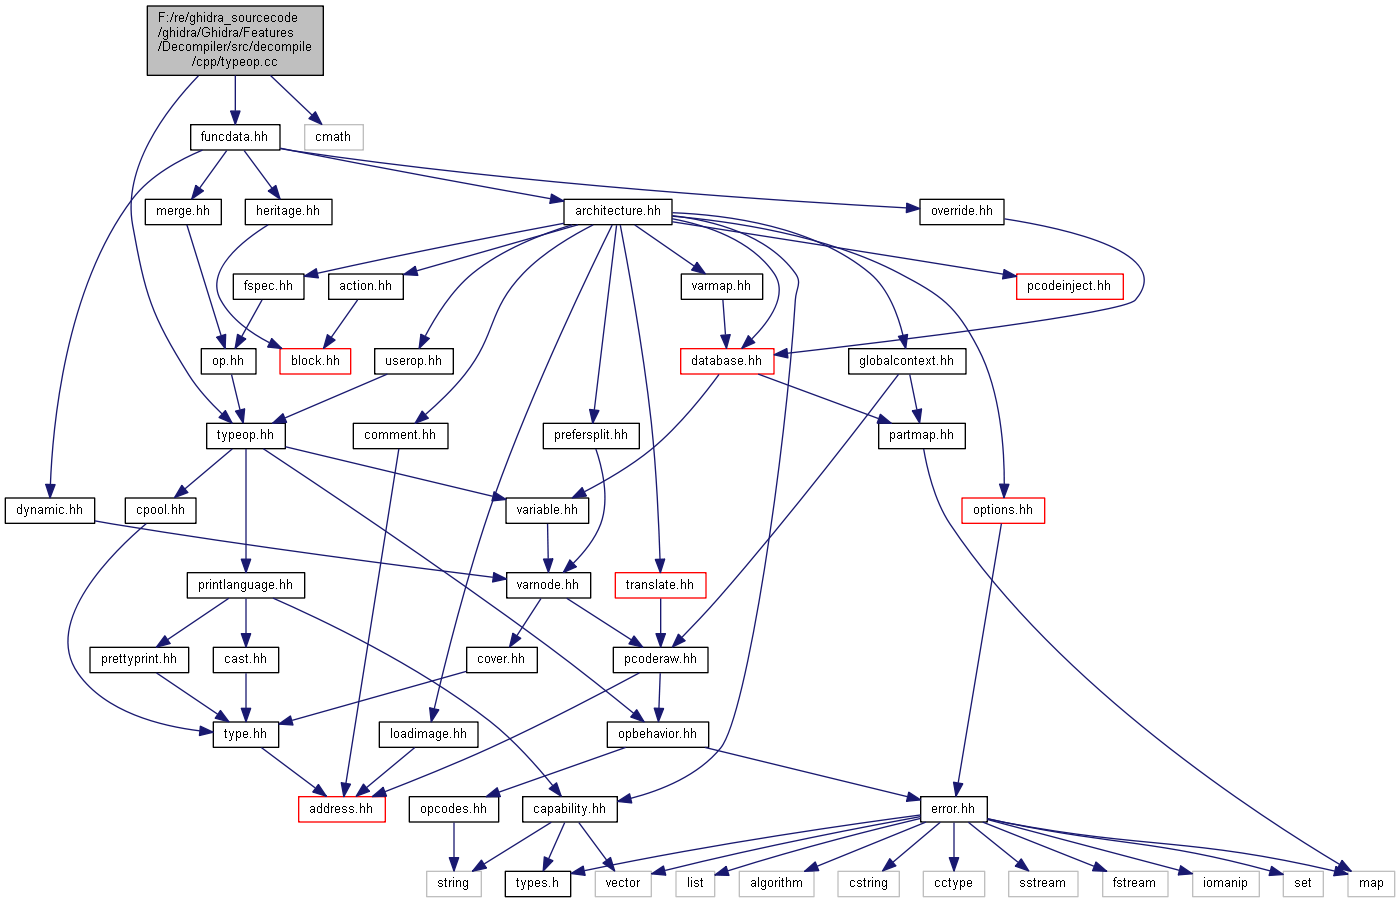 F:/re/ghidra_sourcecode
/ghidra/Ghidra/Features
/Decompiler/src/decompile
/cpp/typeop.cc
funcdata.hh
cmath
merge.hh
heritage.hh
architecture.hh
override.hh
fspec.hh
action.hh
varmap.hh
pcodeinject.hh
op.hh
block.hh
userop.hh
database.hh
globalcontext.hh
typeop.hh
comment.hh
prefersplit.hh
partmap.hh
dynamic.hh
cpool.hh
variable.hh
options.hh
printlanguage.hh
varnode.hh
translate.hh
prettyprint.hh
cast.hh
cover.hh
pcoderaw.hh
type.hh
loadimage.hh
opbehavior.hh
address.hh
opcodes.hh
capability.hh
error.hh
string
types.h
vector
list
algorithm
cstring
cctype
sstream
fstream
iomanip
set
map